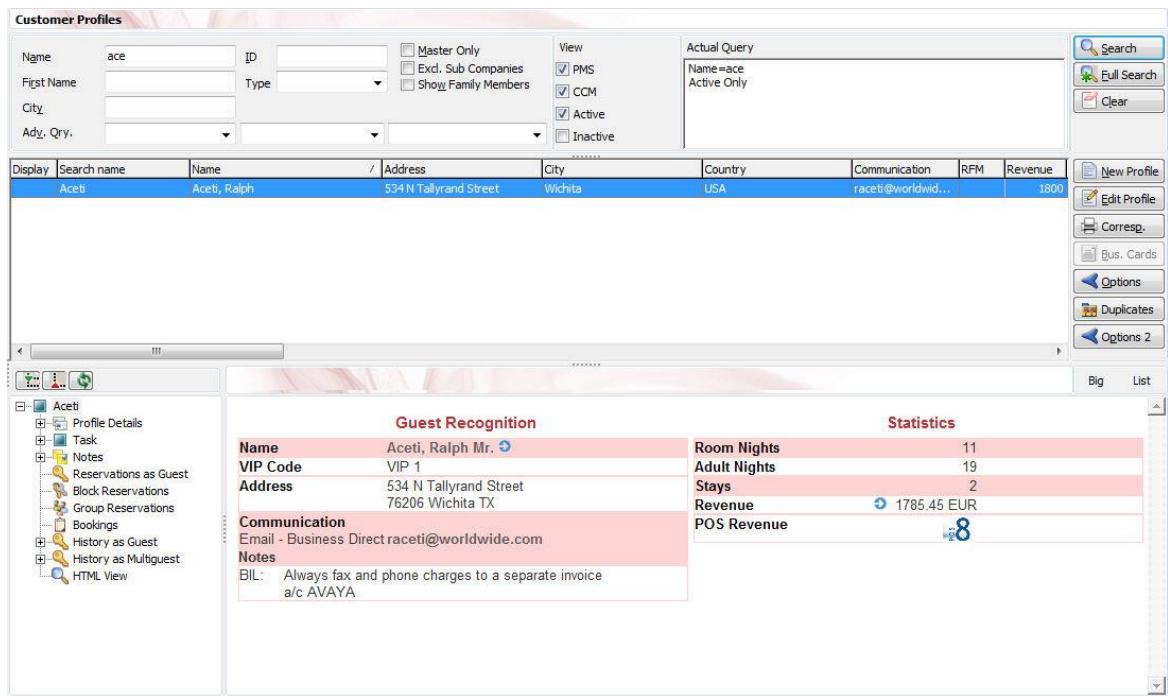 Customer Profiles
Name ace ID Master Only View Actual Query Search
Excl. Sub Companies PMS Name=ace
First Name Type Show Family Members CCM Active Only Full Search
City Active Clear
Adv. Qry. Inactive
Display Search name Name / Address City Country Communication RFM Revenue New Profile
Aceti Aceti, Ralph 534 N Tallyrand Street Wichita USA raceti@worldwid... 1800
Edit Profile
Corresp.
Bus. Cards
Options
Duplicates
Options 2
Big List
Aceti
Profile Details
Task
Notes
Reservations as Guest
Block Reservations
Group Reservations
Bookings
History as Guest
History as Multiguest
HTML View
Guest Recognition
Name Aceti, Ralph Mr.
VIP Code VIP 1
Address 534 N Tallyrand Street
76206 Wichita TX
Communication
Email - Business Direct raceti@worldwide.com
Notes
BIL: Always fax and phone charges to a separate invoice
a/c AVAYA
Statistics
Room Nights 11
Adult Nights 19
Stays 2
Revenue 1785.45 EUR
POS Revenue
8